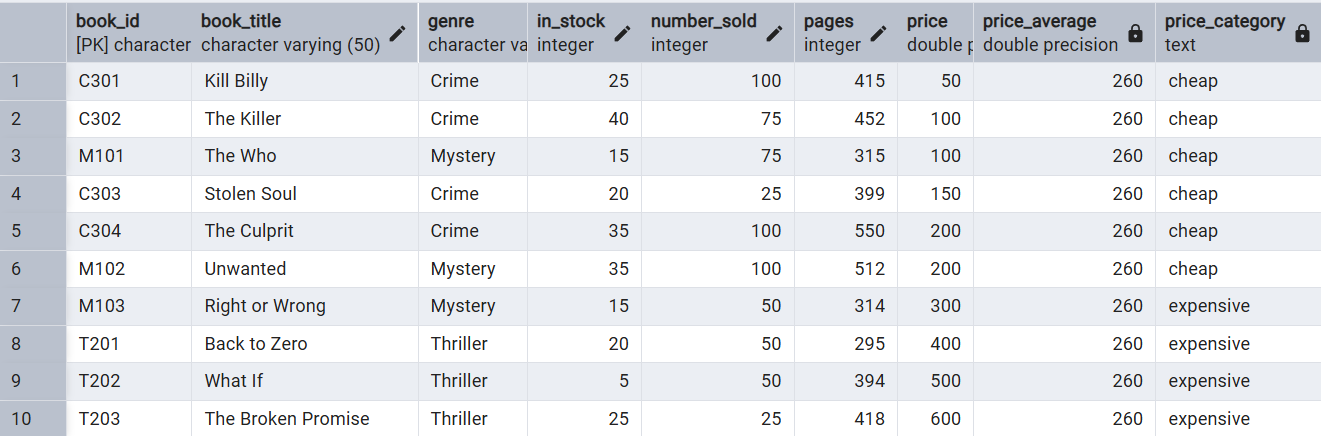 book_id book_title genre in_stock number_sold pages price price_average price_category
[PK] character character varying (50) character va integer integer integer double p double precision text
1 C301 Kill Billy Crime 25 100 415 50 260 cheap
2 C302 The Killer Crime 40 75 452 100 260 cheap
3 M101 The Who Mystery 15 75 315 100 260 cheap
4 C303 Stolen Soul Crime 20 25 399 150 260 cheap
5 C304 The Culprit Crime 35 100 550 200 260 cheap
6 M102 Unwanted Mystery 35 100 512 200 260 cheap
7 M103 Right or Wrong Mystery 15 50 314 300 260 expensive
8 T201 Back to Zero Thriller 20 50 295 400 260 expensive
9 T202 What If Thriller 5 50 394 500 260 expensive
10 T203 The Broken Promise Thriller 25 25 418 600 260 expensive